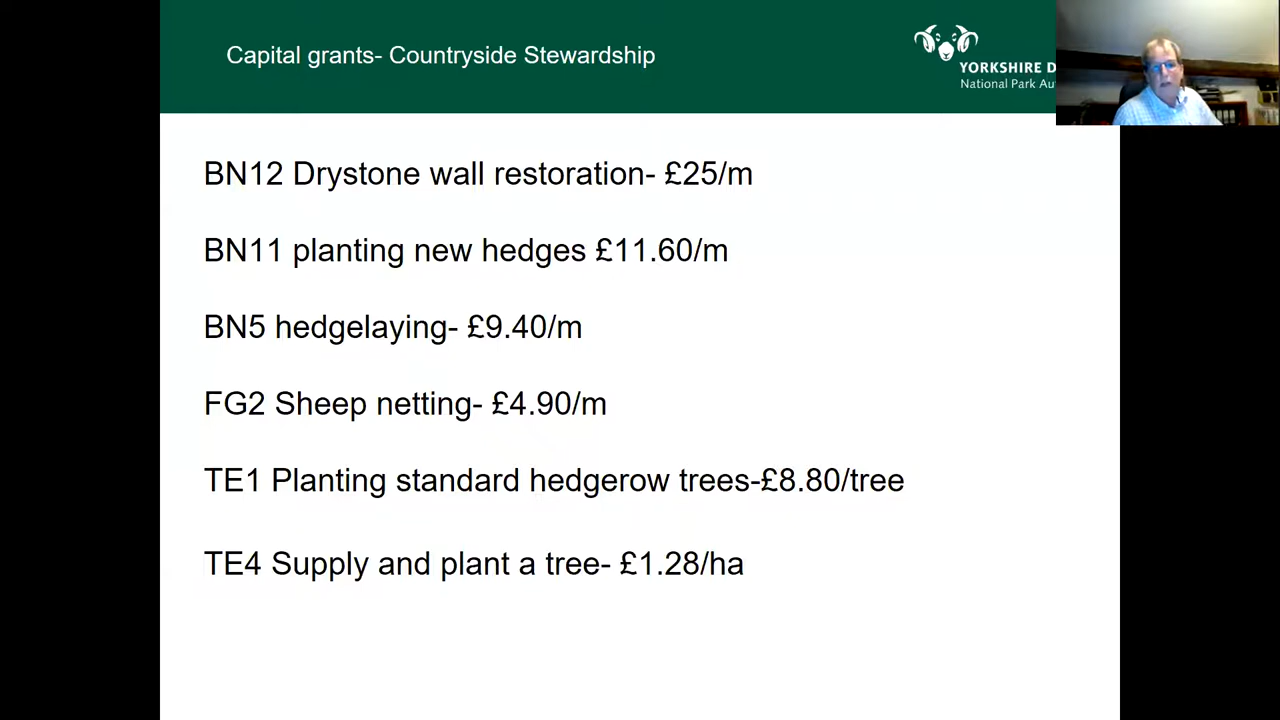 Capital grants- Countryside Stewardship
YORKSHIRE D
National Park Au
BN12 Drystone wall restoration- £25/m
BN11 planting new hedges £11.60/m
BN5 hedgelaying- £9.40/m
FG2 Sheep netting- £4.90/m
TE1 Planting standard hedgerow trees-£8.80/tree
TE4 Supply and plant a tree- £1.28/ha